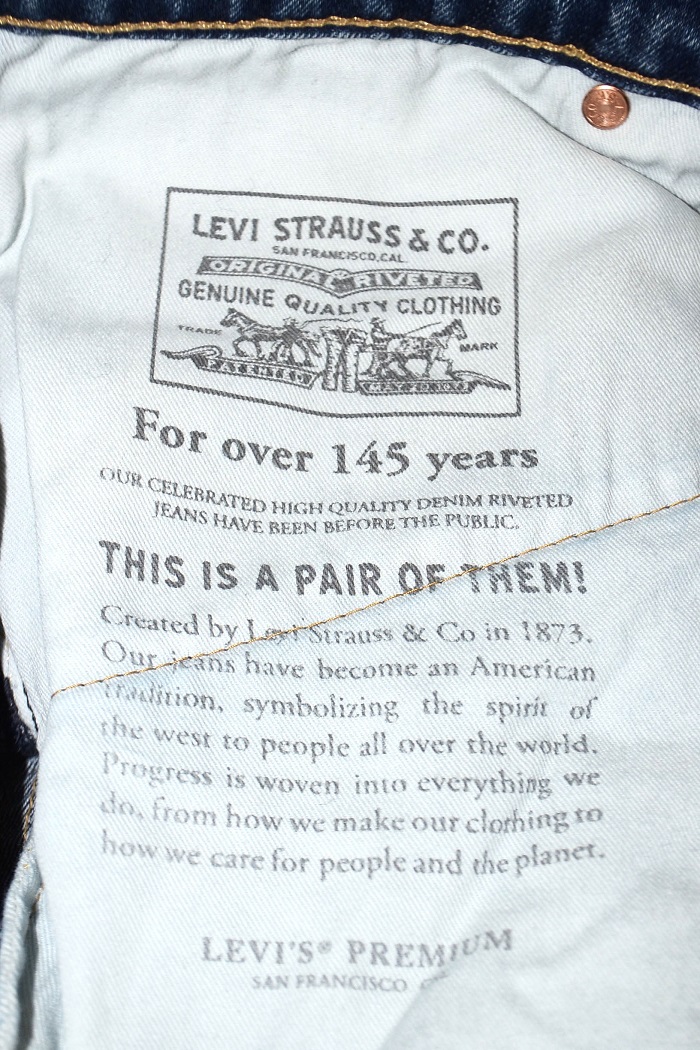 LEVI STRAUSS & CO.
SAN FRANCISCO, CAL.
ORIGINAL RIVETED
GENUINE QUALITY CLOTHING
TRADE MARK
PATENTED MAY 20 1873
For over 145 years
OUR CELEBRATED HIGH QUALITY DENIM RIVETED
JEANS HAVE BEEN BEFORE THE PUBLIC.
THIS IS A PAIR OF THEM!
Created by Levi Strauss & Co in 1873.
Our jeans have become an American
tradition, symbolizing the spirit of
the west to people all over the world.
Progress is woven into everything we
do, from how we make our clothing to
how we care for people and the planet.
LEVI'S® PREMIUM
SAN FRANCISCO